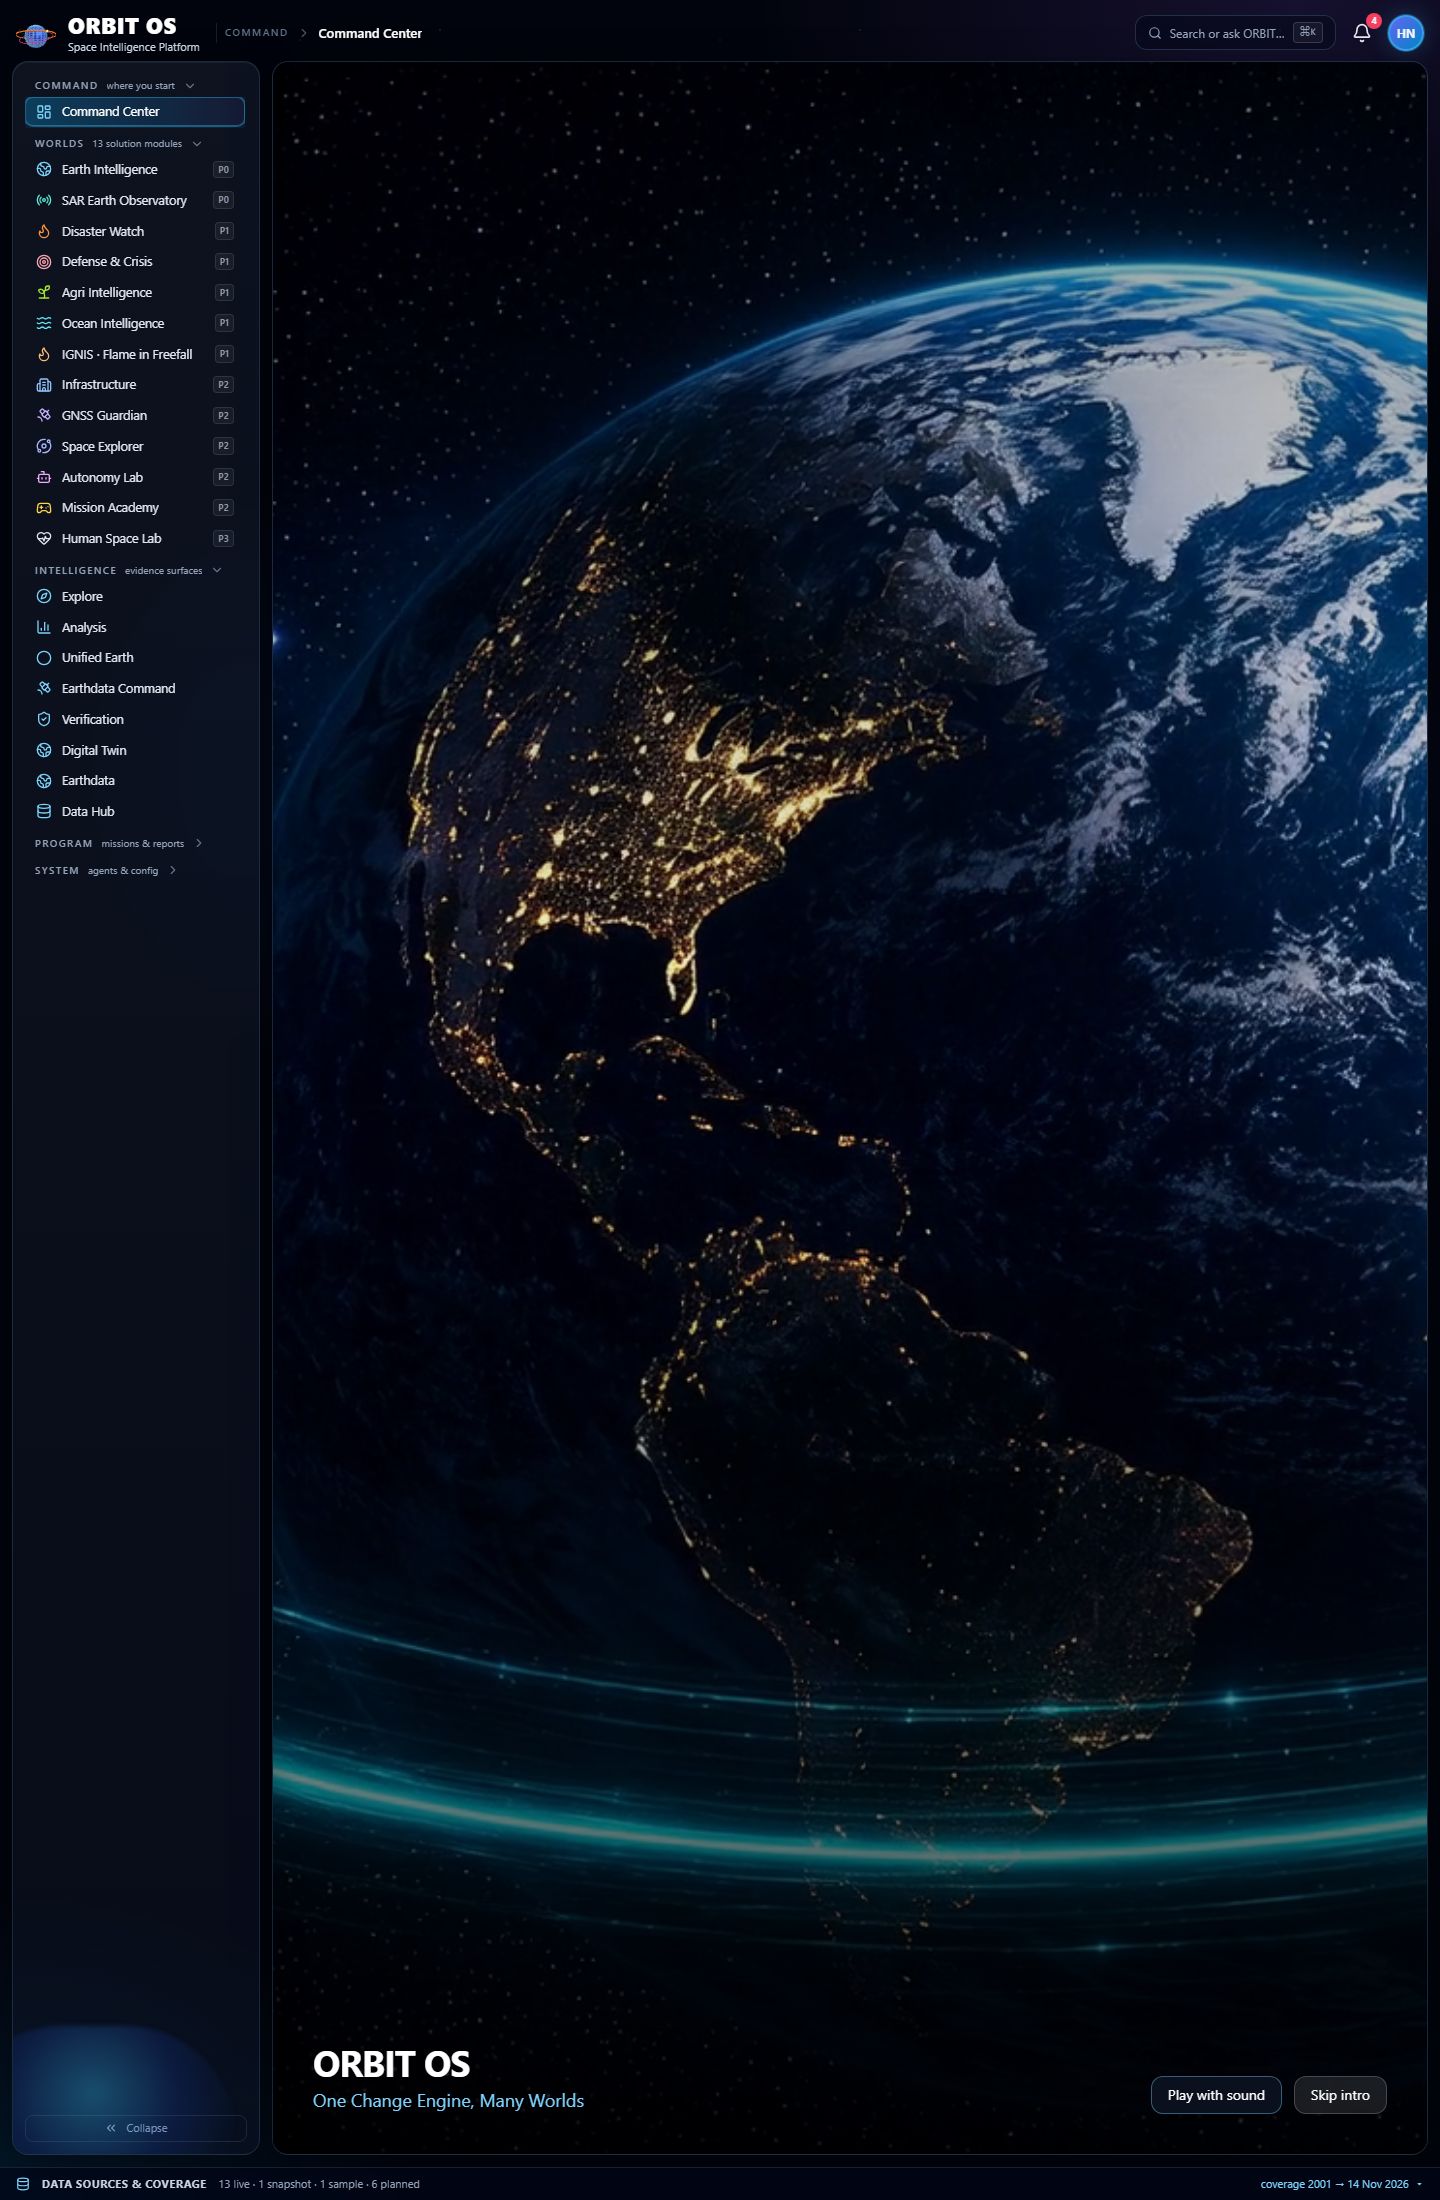 ORBIT OS
Space Intelligence Platform
COMMAND > Command Center
Search or ask ORBIT... ⌘K
4
HN
COMMAND where you start
Command Center
WORLDS 13 solution modules
Earth Intelligence P0
SAR Earth Observatory P0
Disaster Watch P1
Defense & Crisis P1
Agri Intelligence P1
Ocean Intelligence P1
IGNIS · Flame in Freefall P1
Infrastructure P2
GNSS Guardian P2
Space Explorer P2
Autonomy Lab P2
Mission Academy P2
Human Space Lab P3
INTELLIGENCE evidence surfaces
Explore
Analysis
Unified Earth
Earthdata Command
Verification
Digital Twin
Earthdata
Data Hub
PROGRAM missions & reports
SYSTEM agents & config
ORBIT OS
One Change Engine, Many Worlds
Play with sound
Skip intro
« Collapse
DATA SOURCES & COVERAGE 13 live · 1 snapshot · 1 sample · 6 planned
coverage 2001 → 14 Nov 2026